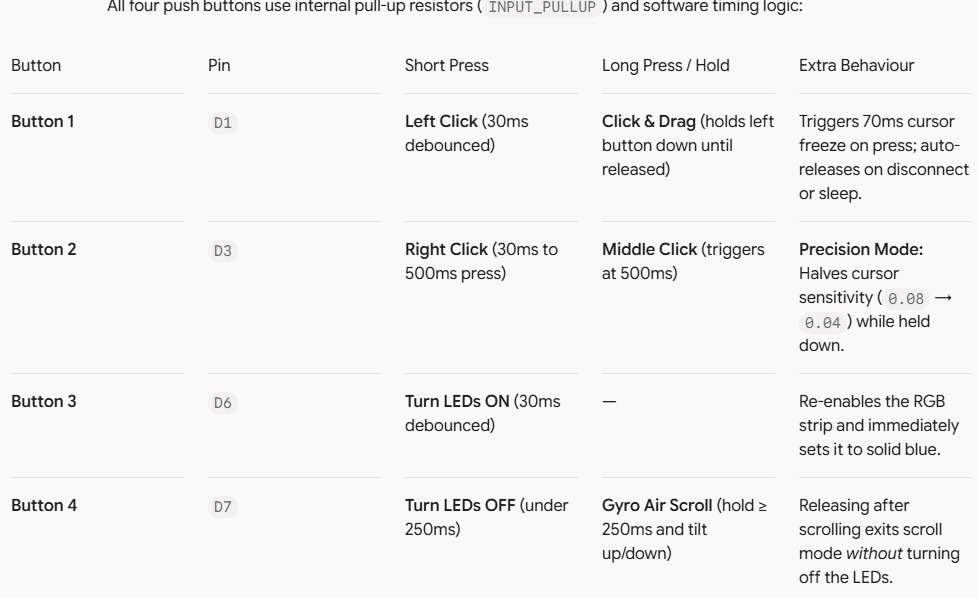 All four push buttons use internal pull-up resistors ( INPUT_PULLUP ) and software timing logic:
Button Pin Short Press Long Press / Hold Extra Behaviour
Button 1 D1 Left Click (30ms Click & Drag (holds left Triggers 70ms cursor
debounced) button down until freeze on press; auto-
released) releases on disconnect
or sleep.
Button 2 D3 Right Click (30ms to Middle Click (triggers Precision Mode:
500ms press) at 500ms) Halves cursor
sensitivity ( 0.08 →
0.04 ) while held
down.
Button 3 D6 Turn LEDs ON (30ms — Re-enables the RGB
debounced) strip and immediately
sets it to solid blue.
Button 4 D7 Turn LEDs OFF (under Gyro Air Scroll (hold ≥ Releasing after
250ms) 250ms and tilt scrolling exits scroll
up/down) mode without turning
off the LEDs.